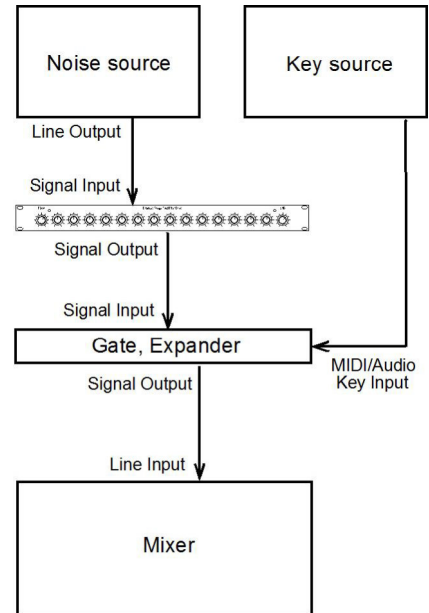 Noise source
Key source
Line Output
Signal Input
Signal Output
Signal Input
Gate, Expander
MIDI/Audio
Key Input
Signal Output
Line Input
Mixer